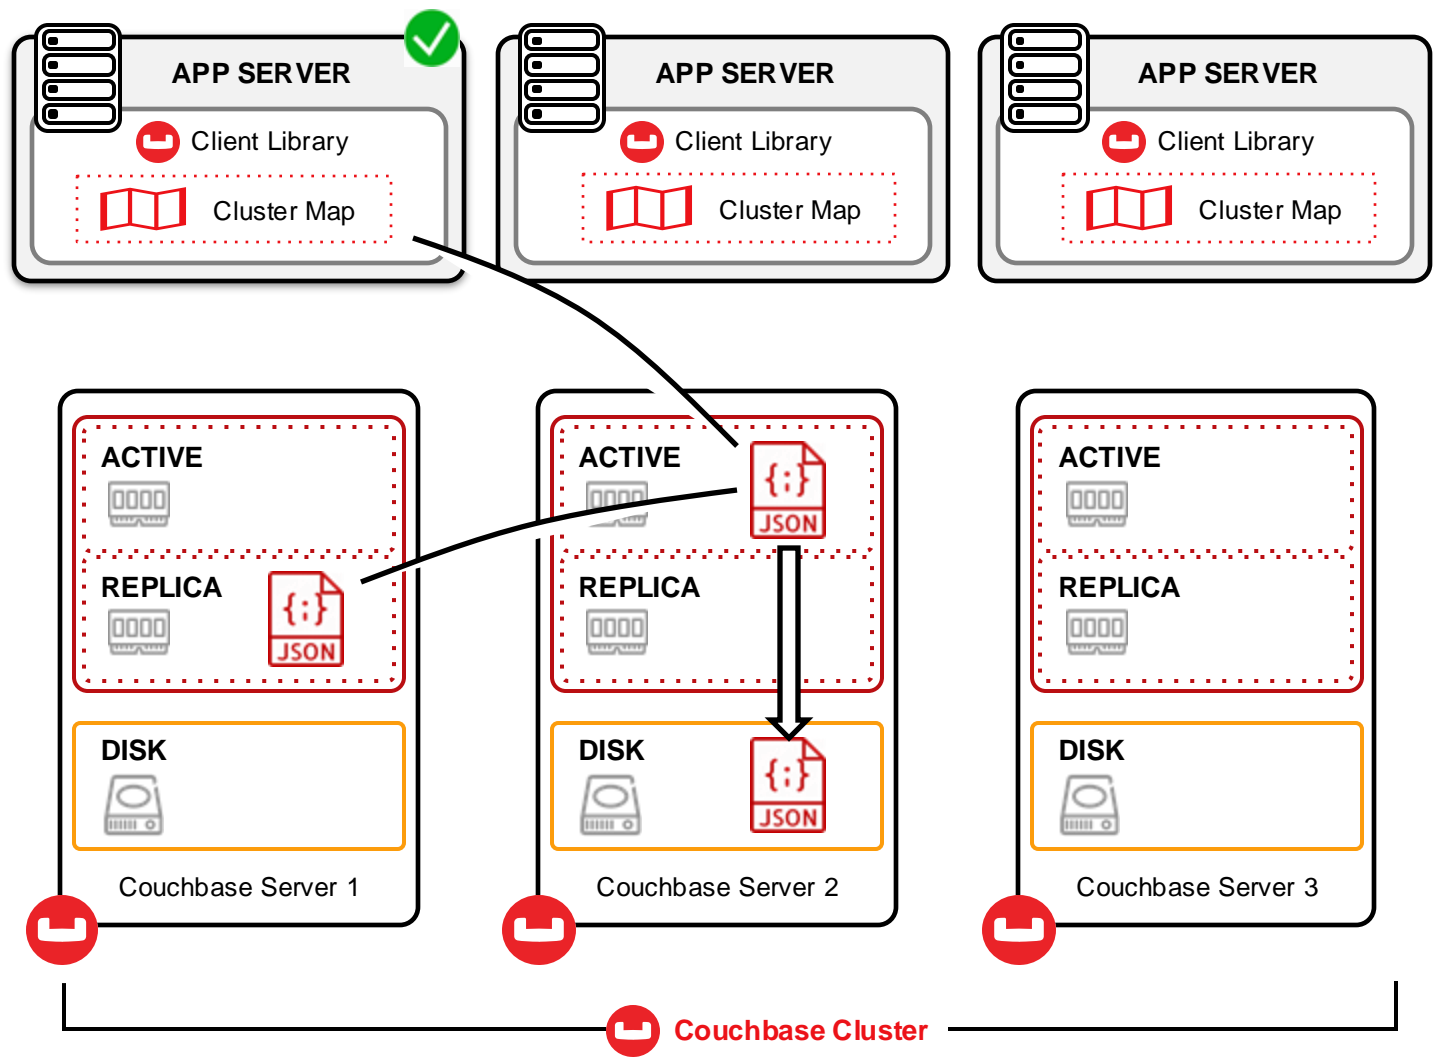 APP SERVER
Client Library
Cluster Map
APP SERVER
Client Library
Cluster Map
APP SERVER
Client Library
Cluster Map
ACTIVE
{;}
JSON
REPLICA
{;}
JSON
DISK
{;}
JSON
Couchbase Server 1
ACTIVE
REPLICA
DISK
Couchbase Server 2
ACTIVE
REPLICA
DISK
Couchbase Server 3
Couchbase Cluster